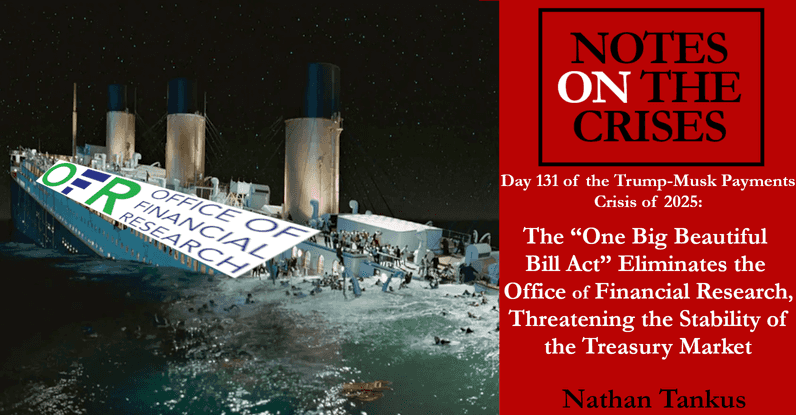 OFR OFFICE OF
FINANCIAL
RESEARCH
NOTES
ON THE
CRISES
Day 131 of the Trump-Musk Payments
Crisis of 2025:
The “One Big Beautiful
Bill Act” Eliminates the
Office of Financial Research,
Threatening the Stability of
the Treasury Market
Nathan Tankus